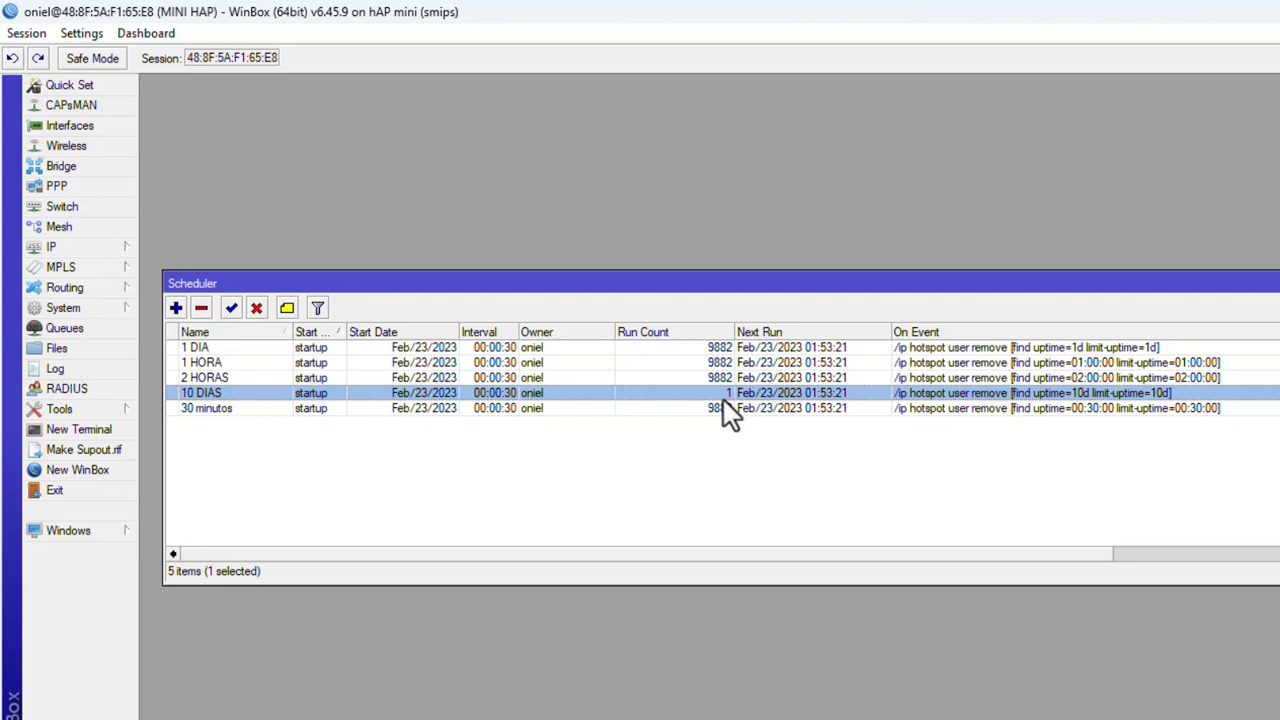 oniel@48:8F:5A:F1:65:E8 (MINI HAP) - WinBox (64bit) v6.45.9 on hAP mini (smips)
Session Settings Dashboard
Safe Mode Session: 48:8F:5A:F1:65:E8
Quick Set
CAPsMAN
Interfaces
Wireless
Bridge
PPP
Switch
Mesh
IP
MPLS
Routing
System
Queues
Files
Log
RADIUS
Tools
New Terminal
Make Supout.rif
New WinBox
Exit
Windows
Box
Scheduler
Name Start ... Start Date Interval Owner Run Count Next Run On Event
1 DIA startup Feb/23/2023 00:00:30 oniel 9882 Feb/23/2023 01:53:21 /ip hotspot user remove [find uptime=1d limit-uptime=1d]
1 HORA startup Feb/23/2023 00:00:30 oniel 9882 Feb/23/2023 01:53:21 /ip hotspot user remove [find uptime=01:00:00 limit-uptime=01:00:00]
2 HORAS startup Feb/23/2023 00:00:30 oniel 9882 Feb/23/2023 01:53:21 /ip hotspot user remove [find uptime=02:00:00 limit-uptime=02:00:00]
10 DIAS startup Feb/23/2023 00:00:30 oniel 1 Feb/23/2023 01:53:21 /ip hotspot user remove [find uptime=10d limit-uptime=10d]
30 minutos startup Feb/23/2023 00:00:30 oniel Feb/23/2023 01:53:21 /ip hotspot user remove [find uptime=00:30:00 limit-uptime=00:30:00]
5 items (1 selected)